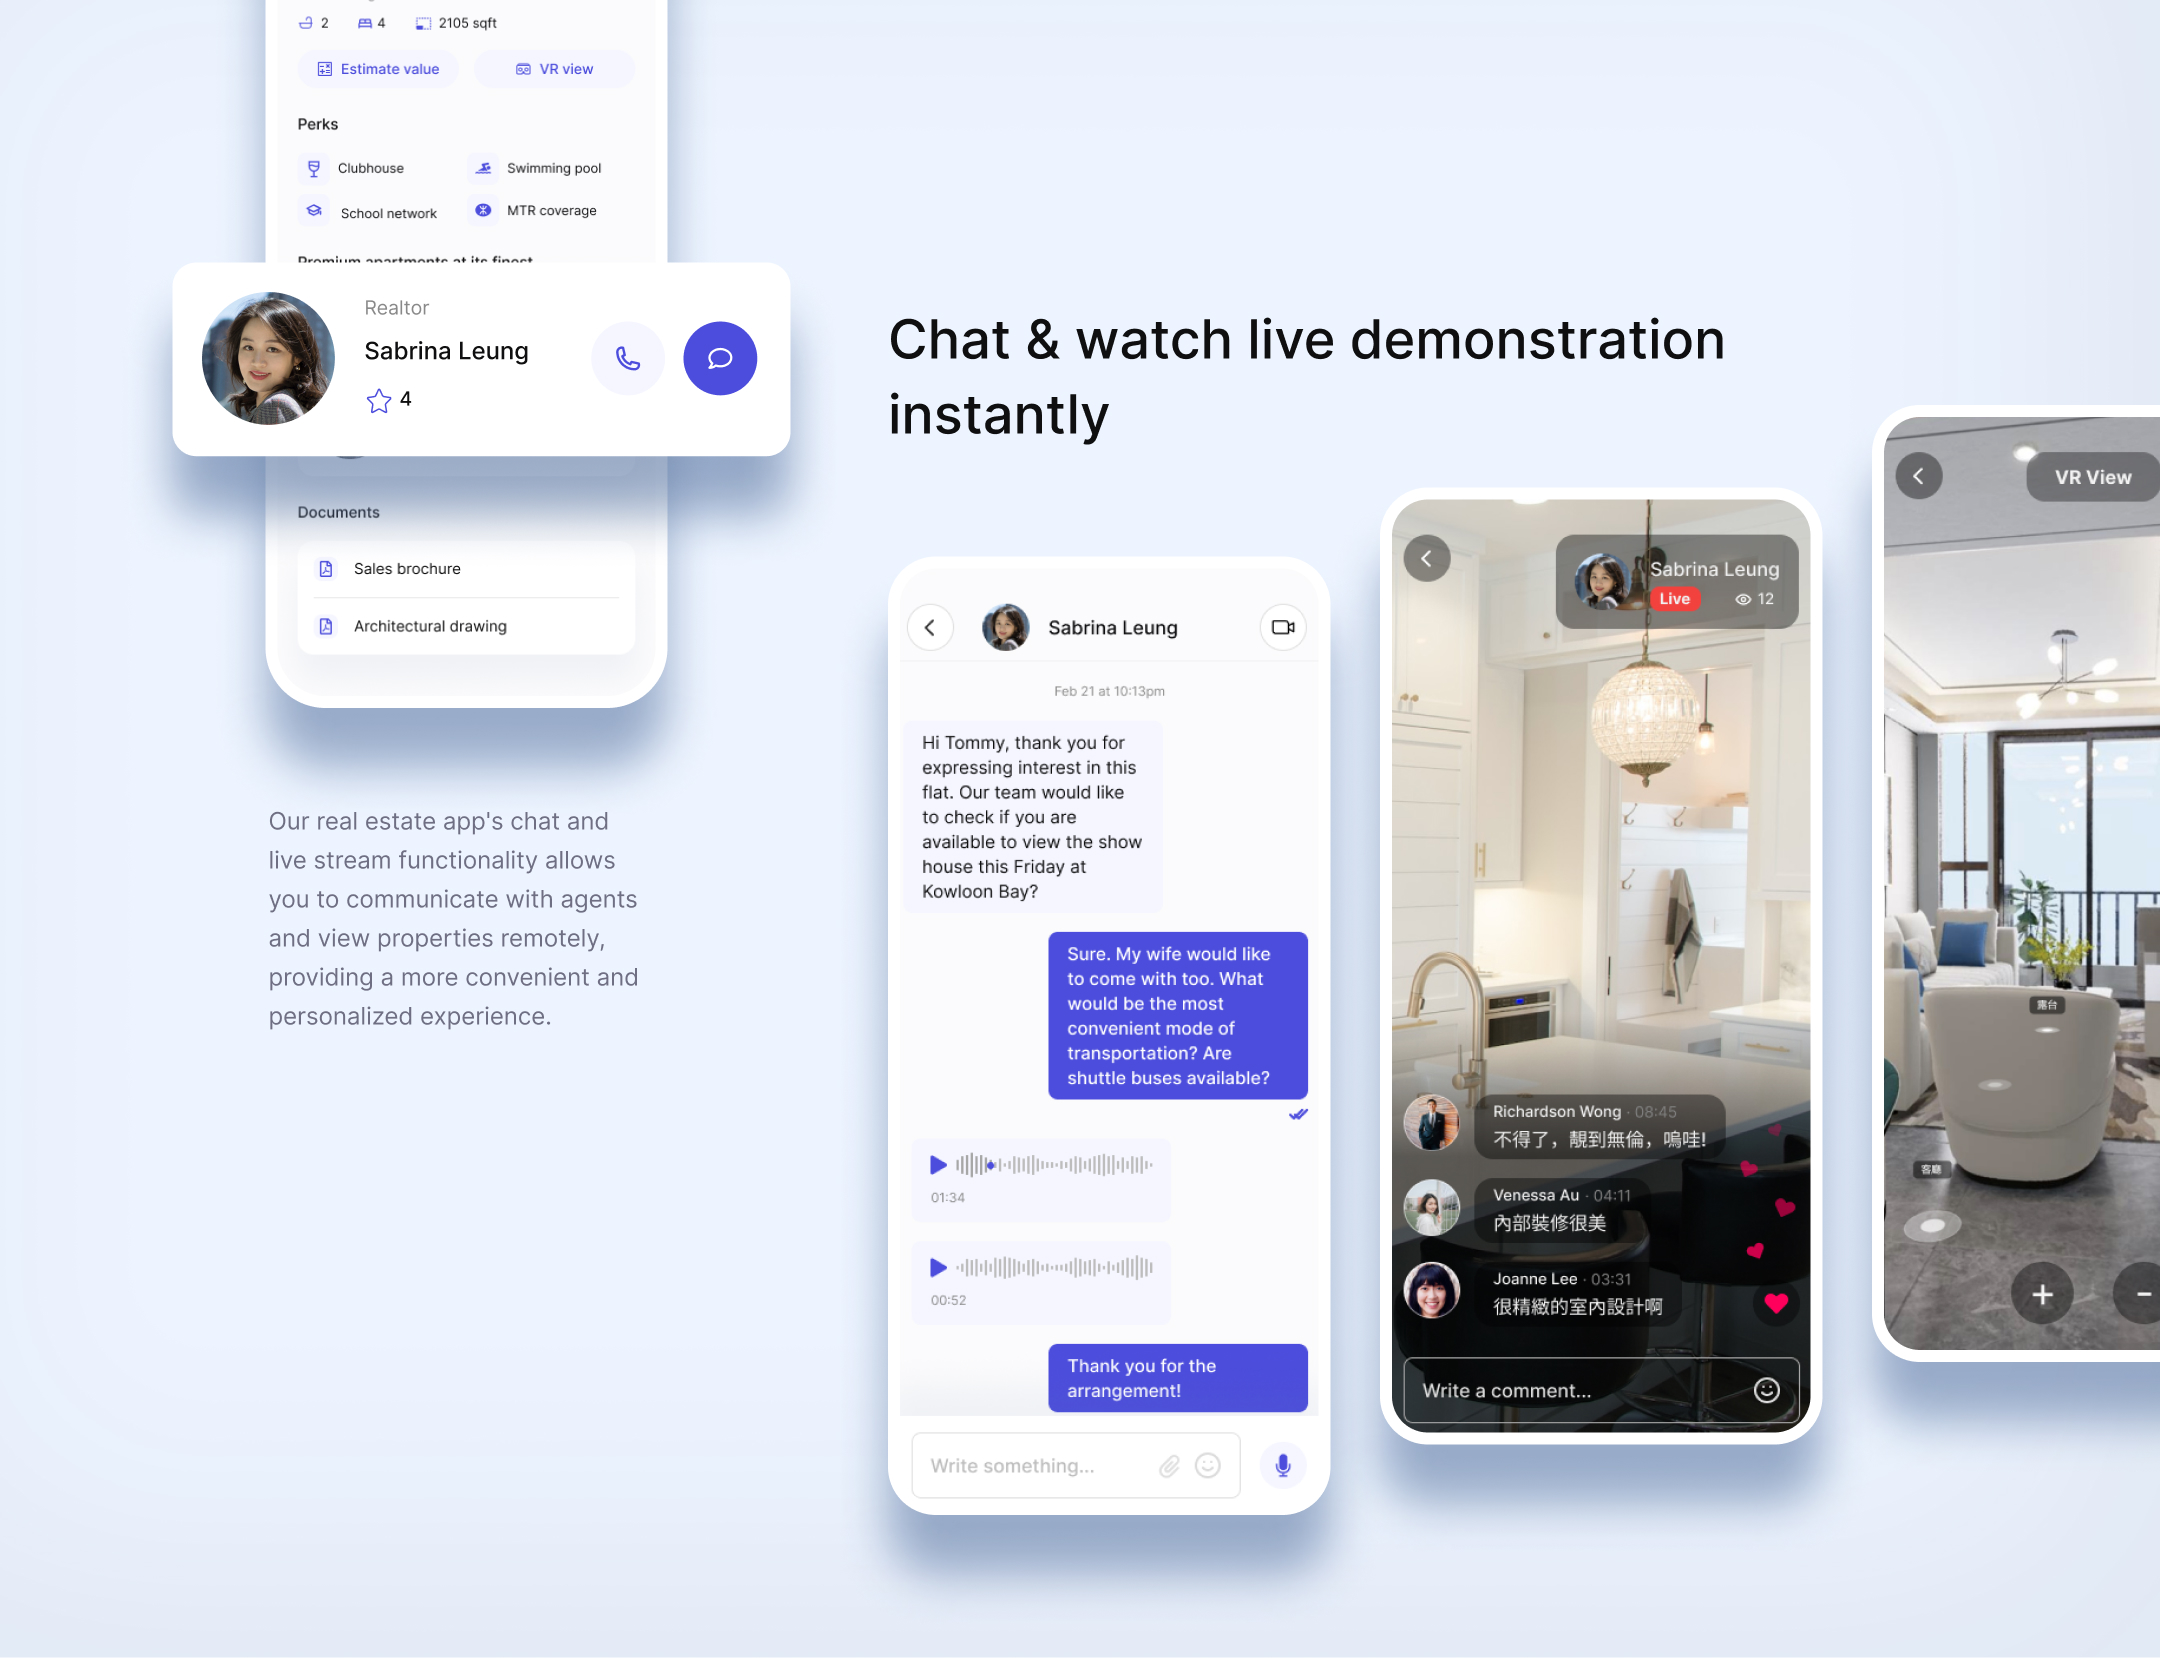 2 4 2105 sqft
Estimate value VR view
Perks
Clubhouse Swimming pool
School network MTR coverage
Premium apartments at its finest
Realtor
Sabrina Leung
4
Documents
Sales brochure
Architectural drawing
Our real estate app's chat and
live stream functionality allows
you to communicate with agents
and view properties remotely,
providing a more convenient and
personalized experience.
Chat & watch live demonstration
instantly
Sabrina Leung
Feb 21 at 10:13pm
Hi Tommy, thank you for
expressing interest in this
flat. Our team would like
to check if you are
available to view the show
house this Friday at
Kowloon Bay?
Sure. My wife would like
to come with too. What
would be the most
convenient mode of
transportation? Are
shuttle buses available?
01:34
00:52
Thank you for the
arrangement!
Write something...
Sabrina Leung
Live 12
Richardson Wong · 08:45
不得了，靚到無倫，嗚哇!
Venessa Au · 04:11
內部裝修很美
Joanne Lee · 03:31
很精緻的室內設計啊
Write a comment...
VR View
露台
客廳